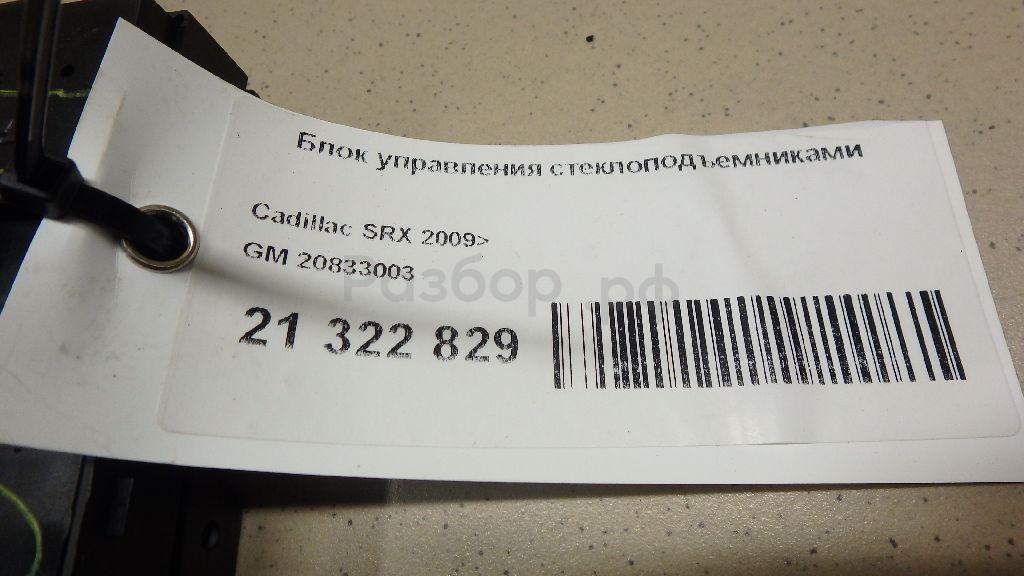 Блок управления стеклоподъемниками
Cadillac SRX 2009>
GM 20833003
Разбор.рф
21 322 829